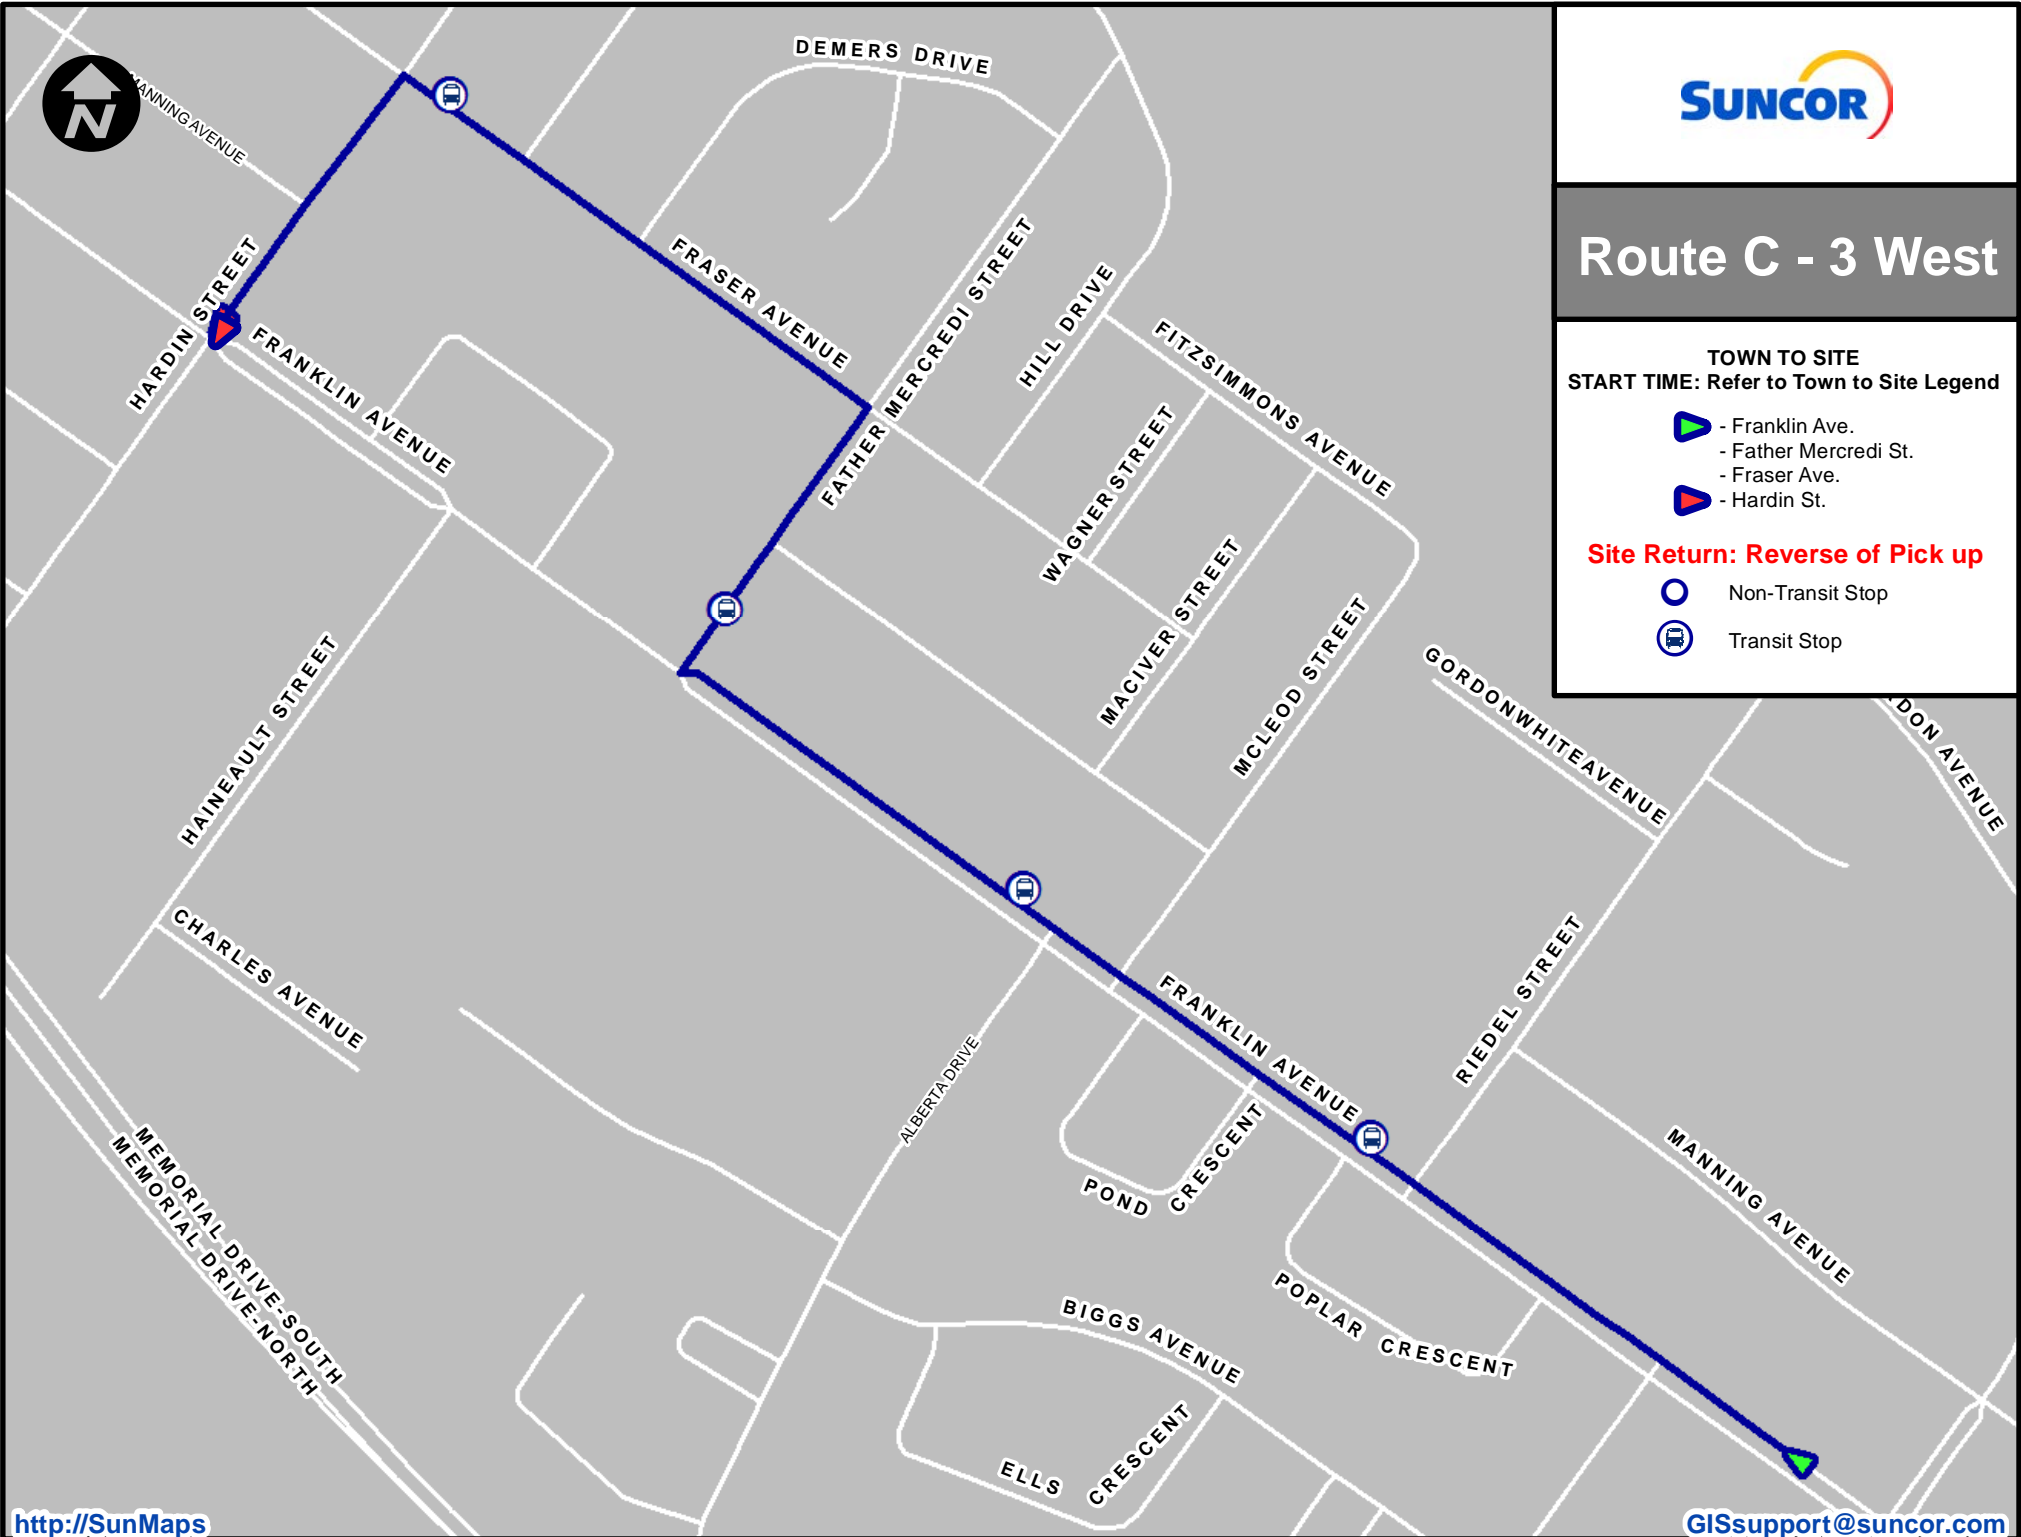 SUNCOR
Route C - 3 West
TOWN TO SITE
START TIME: Refer to Town to Site Legend
- Franklin Ave.
- Father Mercredi St.
- Fraser Ave.
- Hardin St.
Site Return: Reverse of Pick up
Non-Transit Stop
Transit Stop
N
MANNING AVENUE
DEMERS DRIVE
HARDIN STREET
FRANKLIN AVENUE
FRASER AVENUE
FATHER MERCREDI STREET
HILL DRIVE
FITZSIMMONS AVENUE
WAGNER STREET
MACIVER STREET
MCLEOD STREET
GORDON WHITE AVENUE
DON AVENUE
HAINEAULT STREET
CHARLES AVENUE
ALBERTA DRIVE
FRANKLIN AVENUE
RIEDEL STREET
MANNING AVENUE
POND CRESCENT
POPLAR CRESCENT
BIGGS AVENUE
ELLS CRESCENT
MEMORIAL DRIVE-SOUTH
MEMORIAL DRIVE-NORTH
http://SunMaps
GISsupport@suncor.com